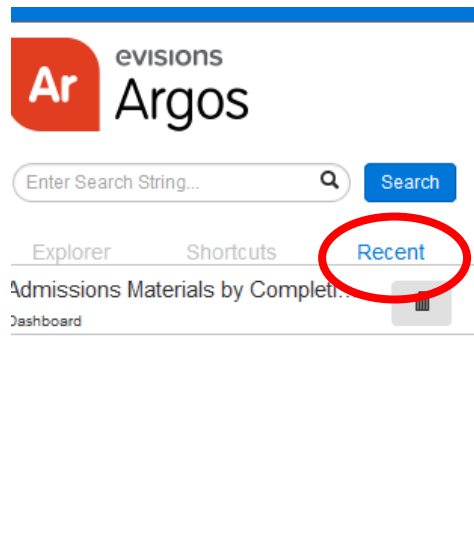 Ar
evisions
Argos
Enter Search String...
Search
Explorer Shortcuts Recent
Admissions Materials by Completi...
Dashboard